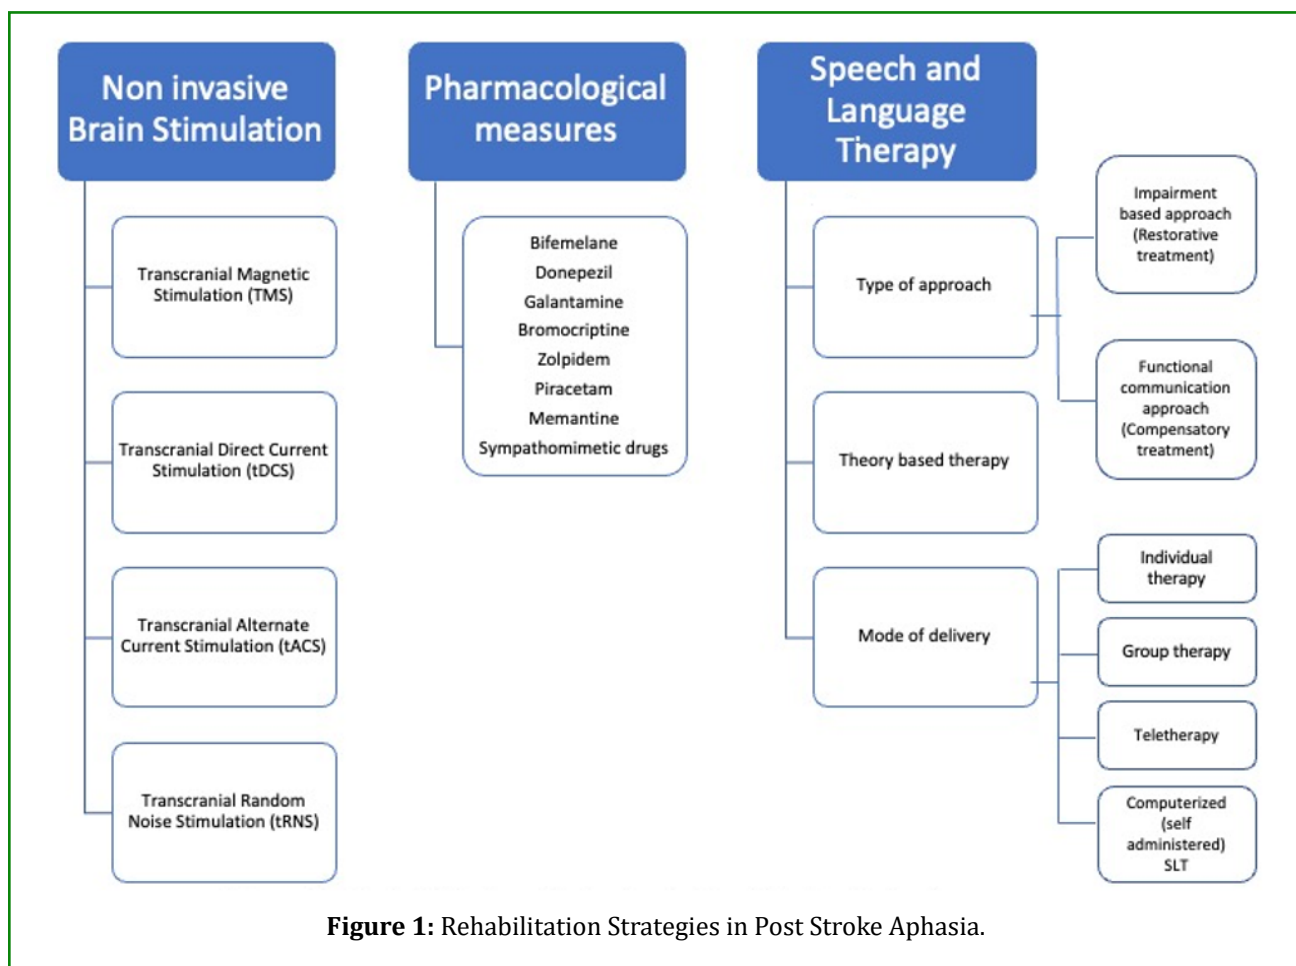 Non invasive
Brain Stimulation
Transcranial Magnetic
Stimulation (TMS)
Transcranial Direct Current
Stimulation (tDCS)
Transcranial Alternate
Current Stimulation (tACS)
Transcranial Random
Noise Stimulation (tRNS)
Pharmacological
measures
Bifemelane
Donepezil
Galantamine
Bromocriptine
Zolpidem
Piracetam
Memantine
Sympathomimetic drugs
Speech and
Language
Therapy
Type of approach
Impairment
based approach
(Restorative
treatment)
Functional
communication
approach
(Compensatory
treatment)
Theory based therapy
Mode of delivery
Individual
therapy
Group therapy
Teletherapy
Computerized
(self
administered)
SLT
Figure 1: Rehabilitation Strategies in Post Stroke Aphasia.